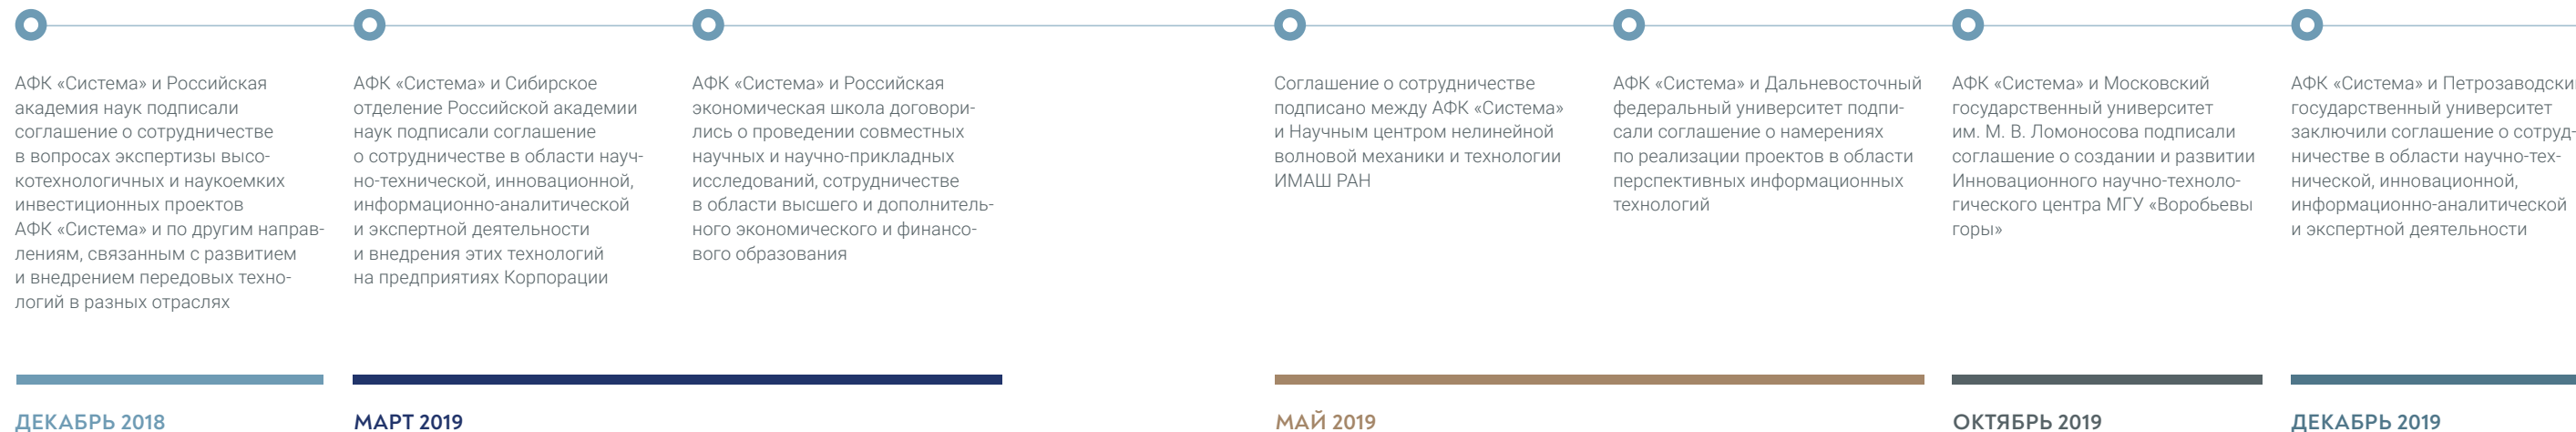 АФК «Система» и Российская
академия наук подписали
соглашение о сотрудничестве
в вопросах экспертизы высо-
котехнологичных и наукоемких
инвестиционных проектов
АФК «Система» и по другим направ-
лениям, связанным с развитием
и внедрением передовых техно-
логий в разных отраслях
ДЕКАБРЬ 2018
АФК «Система» и Сибирское
отделение Российской академии
наук подписали соглашение
о сотрудничестве в области науч-
но-технической, инновационной,
информационно-аналитической
и экспертной деятельности
и внедрения этих технологий
на предприятиях Корпорации
АФК «Система» и Российская
экономическая школа договори-
лись о проведении совместных
научных и научно-прикладных
исследований, сотрудничестве
в области высшего и дополнитель-
ного экономического и финансо-
вого образования
МАРТ 2019
Соглашение о сотрудничестве
подписано между АФК «Система»
и Научным центром нелинейной
волновой механики и технологии
ИМАШ РАН
АФК «Система» и Дальневосточный
федеральный университет подпи-
сали соглашение о намерениях
по реализации проектов в области
перспективных информационных
технологий
МАЙ 2019
АФК «Система» и Московский
государственный университет
им. М. В. Ломоносова подписали
соглашение о создании и развитии
Инновационного научно-техноло-
гического центра МГУ «Воробьевы
горы»
ОКТЯБРЬ 2019
АФК «Система» и Петрозаводски
государственный университет
заключили соглашение о сотруд-
ничестве в области научно-тех-
нической, инновационной,
информационно-аналитической
и экспертной деятельности
ДЕКАБРЬ 2019